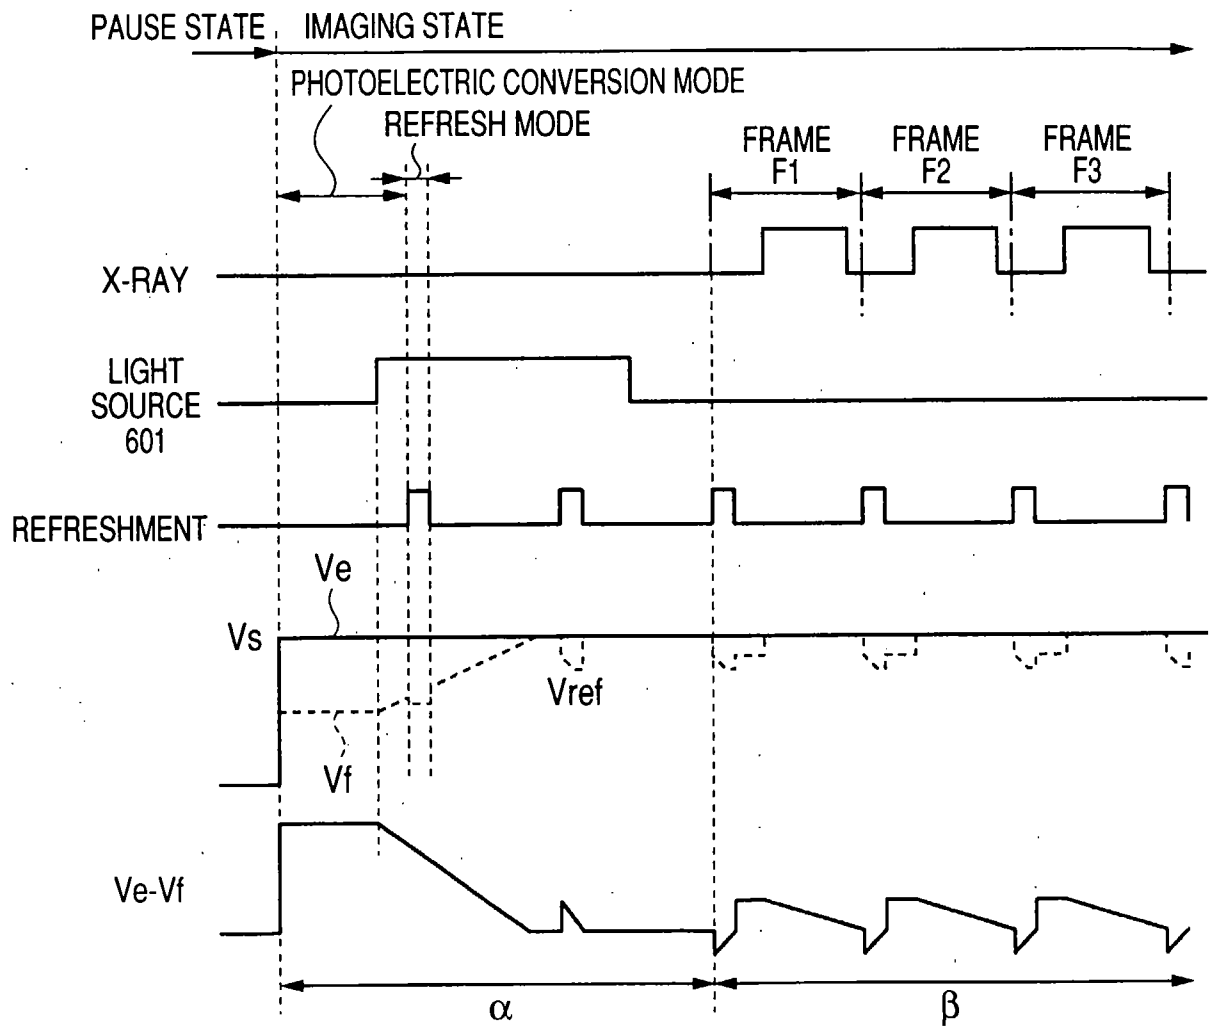 PAUSE STATE IMAGING STATE
PHOTOELECTRIC CONVERSION MODE
REFRESH MODE
FRAME F1
FRAME F2
FRAME F3
X-RAY
LIGHT
SOURCE
601
REFRESHMENT
Ve
Vs
Vref
Vf
Ve-Vf
α β